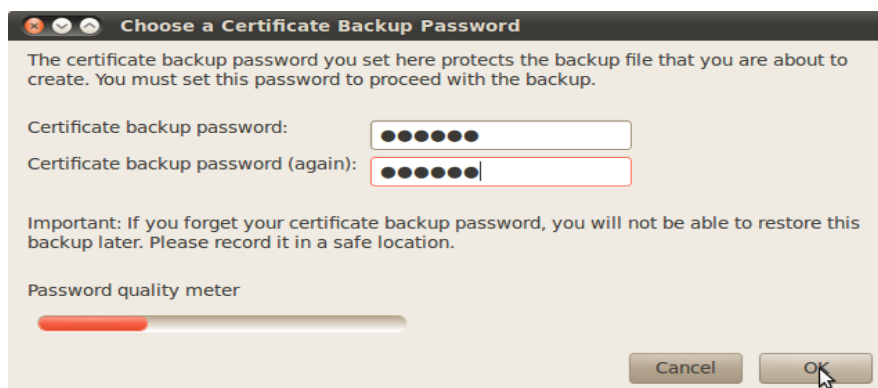 Choose a Certificate Backup Password
The certificate backup password you set here protects the backup file that you are about to
create. You must set this password to proceed with the backup.
Certificate backup password:
Certificate backup password (again):
Important: If you forget your certificate backup password, you will not be able to restore this
backup later. Please record it in a safe location.
Password quality meter
Cancel
OK